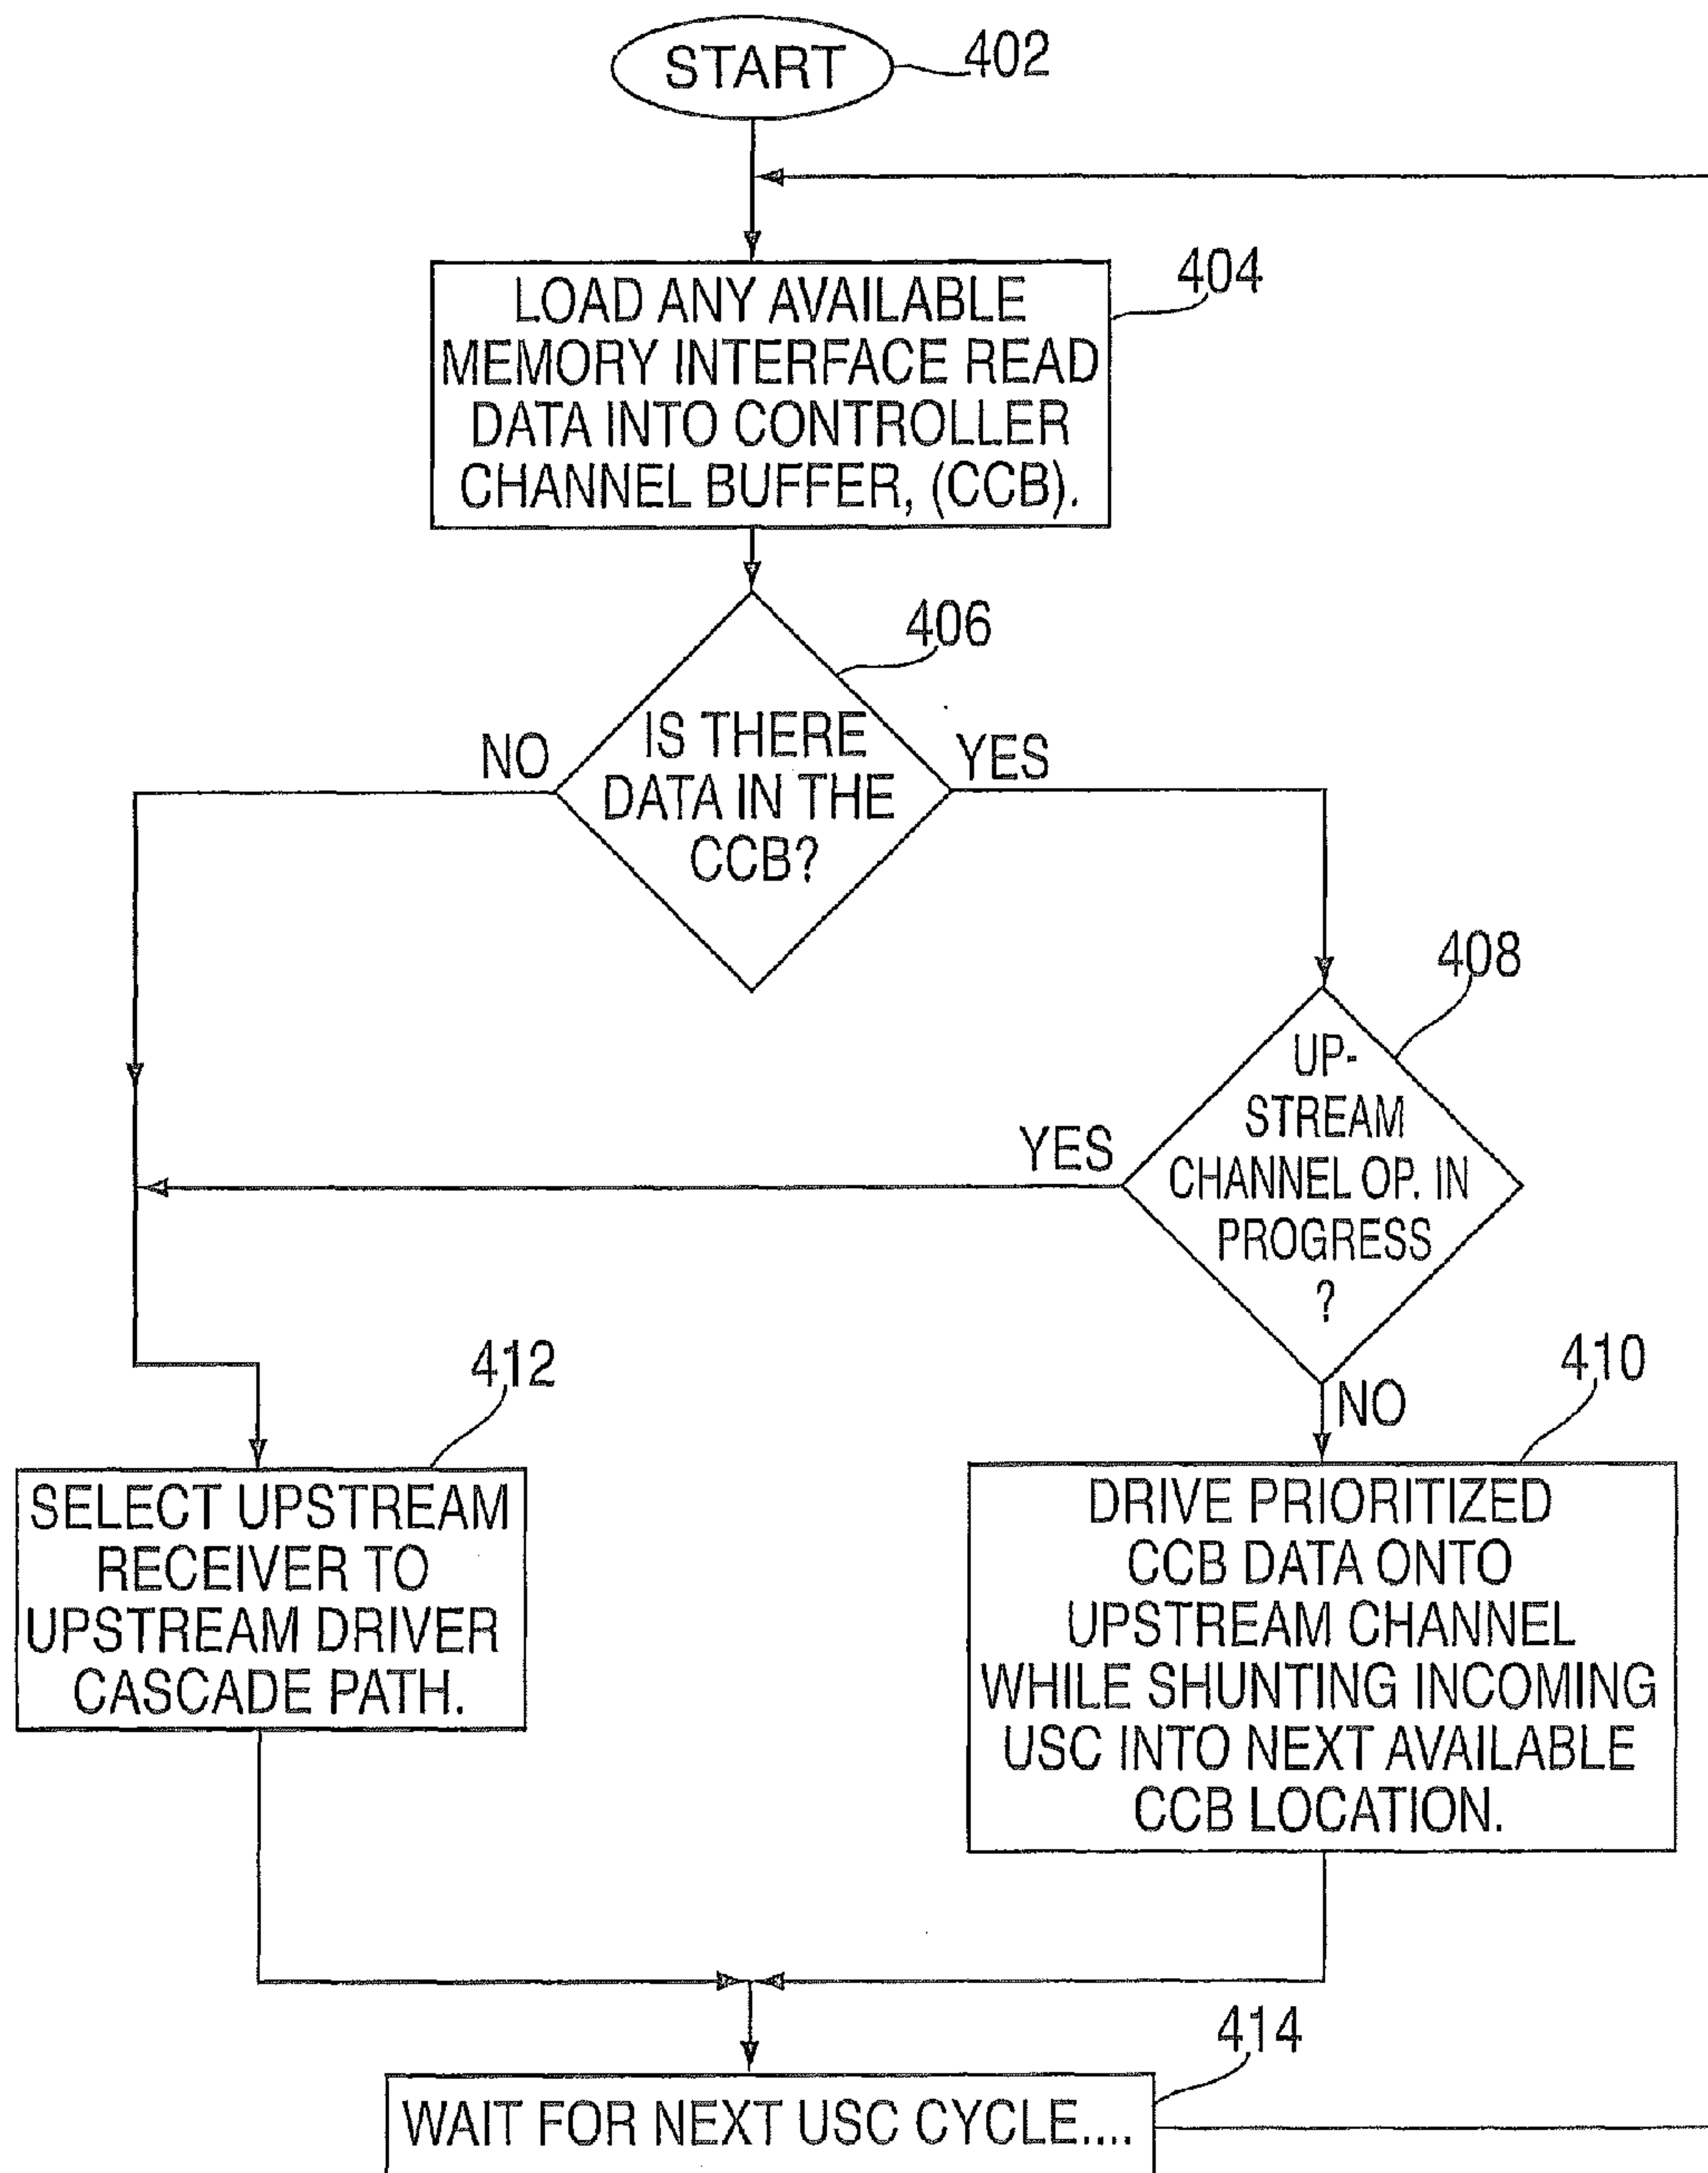 START
402
404
LOAD ANY AVAILABLE
MEMORY INTERFACE READ
DATA INTO CONTROLLER
CHANNEL BUFFER, (CCB).
406
NO
IS THERE
DATA IN THE
CCB?
YES
408
UP-
STREAM
CHANNEL OP. IN
PROGRESS
?
YES
NO
412
SELECT UPSTREAM
RECEIVER TO
UPSTREAM DRIVER
CASCADE PATH.
410
DRIVE PRIORITIZED
CCB DATA ONTO
UPSTREAM CHANNEL
WHILE SHUNTING INCOMING
USC INTO NEXT AVAILABLE
CCB LOCATION.
414
WAIT FOR NEXT USC CYCLE....